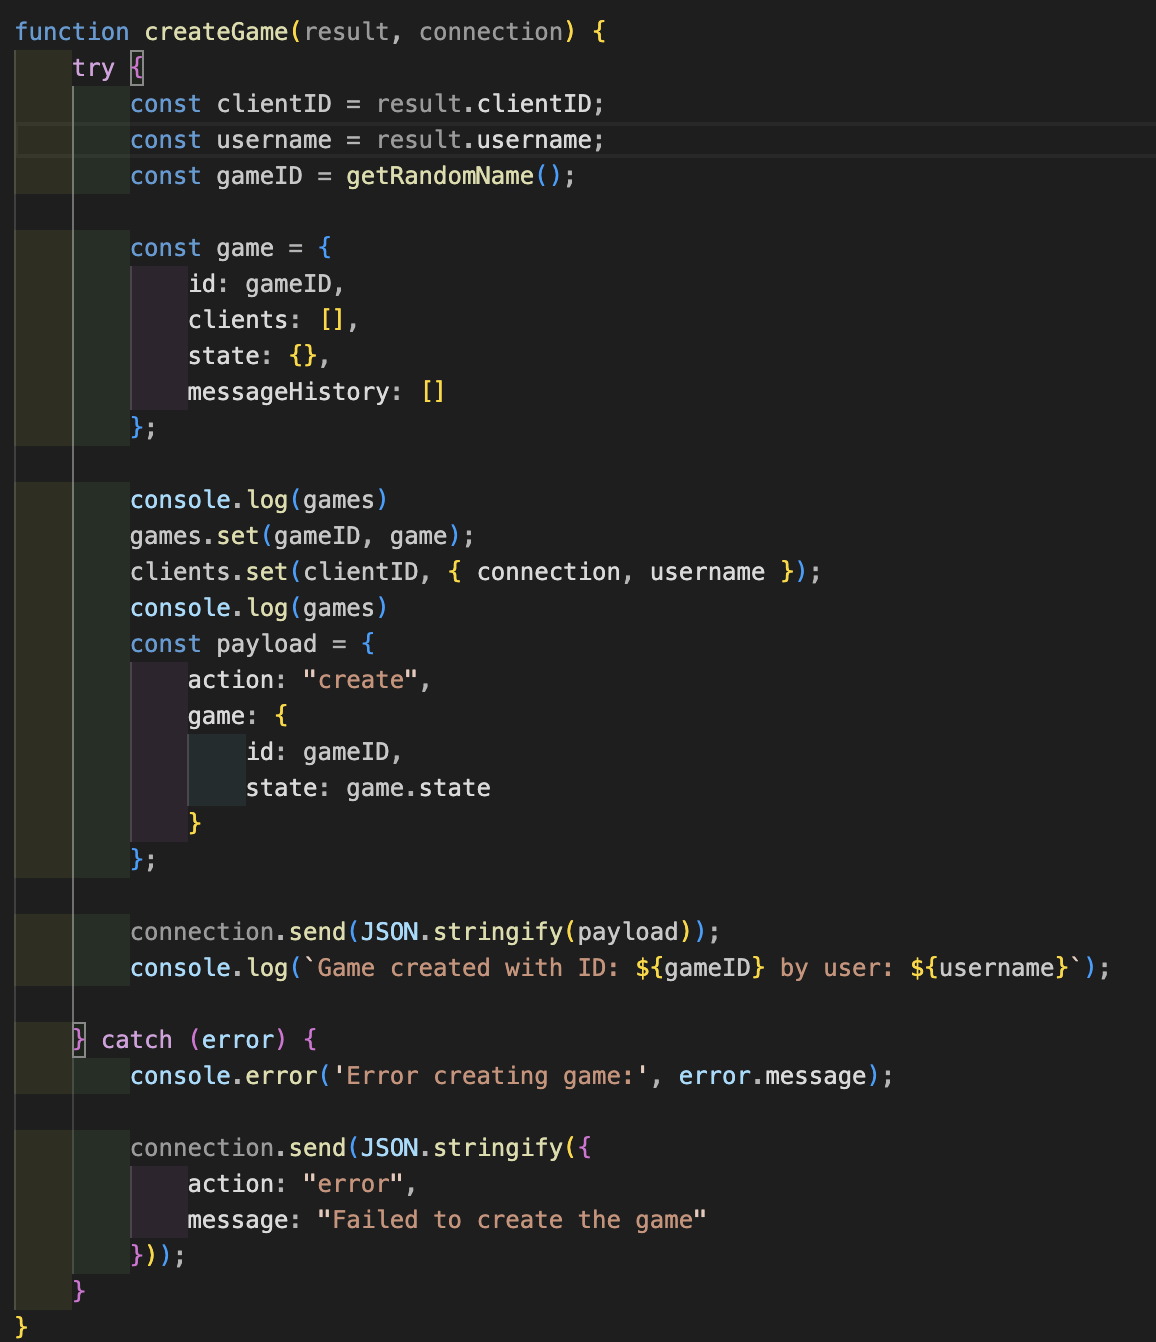 function createGame(result, connection) {
    try {
        const clientID = result.clientID;
        const username = result.username;
        const gameID = getRandomName();

        const game = {
            id: gameID,
            clients: [],
            state: {},
            messageHistory: []
        };

        console.log(games)
        games.set(gameID, game);
        clients.set(clientID, { connection, username });
        console.log(games)
        const payload = {
            action: "create",
            game: {
                id: gameID,
                state: game.state
            }
        };

        connection.send(JSON.stringify(payload));
        console.log(`Game created with ID: ${gameID} by user: ${username}`);

    } catch (error) {
        console.error('Error creating game:', error.message);

        connection.send(JSON.stringify({
            action: "error",
            message: "Failed to create the game"
        }));
    }
}